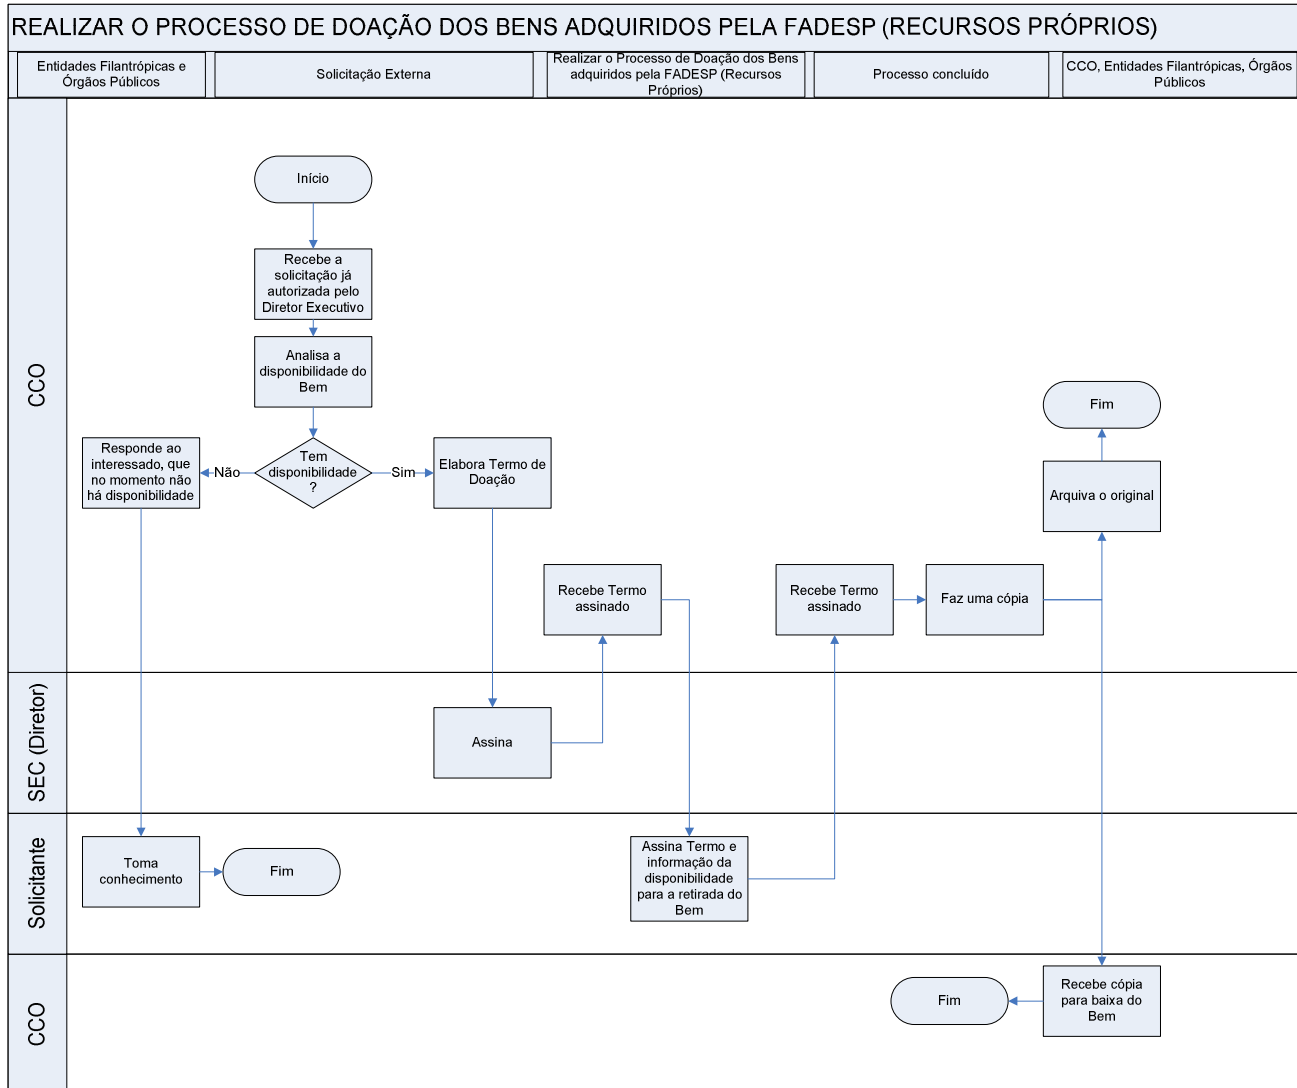 REALIZAR O PROCESSO DE DOAÇÃO DOS BENS ADQUIRIDOS PELA FADESP (RECURSOS PRÓPRIOS)
Entidades Filantrópicas e
Órgãos Públicos
Solicitação Externa
Realizar o Processo de Doação dos Bens
adquiridos pela FADESP (Recursos
Próprios)
Processo concluído
CCO, Entidades Filantrópicas, Órgãos
Públicos
CCO
Início
Recebe a
solicitação já
autorizada pelo
Diretor Executivo
Analisa a
disponibilidade do
Bem
Tem
disponibilidade
?
Não
Sim
Responde ao
interessado, que
no momento não
há disponibilidade
Elabora Termo de
Doação
Recebe Termo
assinado
Recebe Termo
assinado
Faz uma cópia
Arquiva o original
Fim
SEC (Diretor)
Assina
Solicitante
Toma
conhecimento
Fim
Assina Termo e
informação da
disponibilidade
para a retirada do
Bem
CCO
Fim
Recebe cópia
para baixa do
Bem